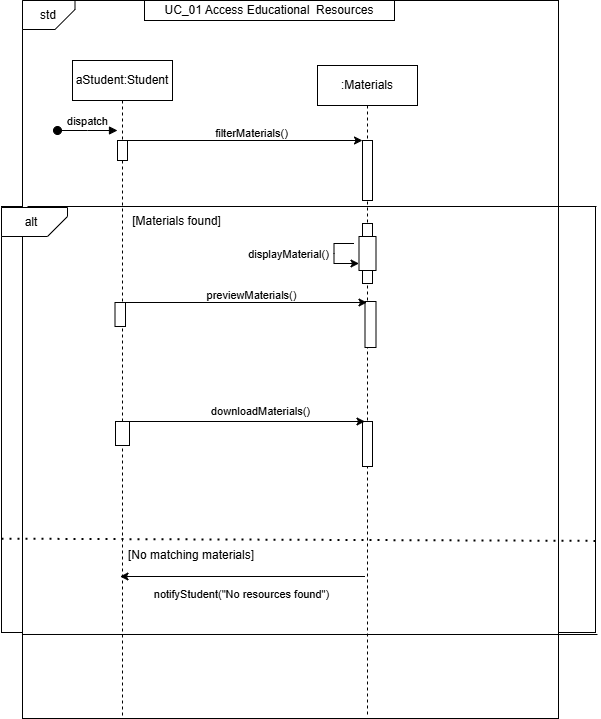 std
UC_01 Access Educational Resources
aStudent:Student
:Materials
dispatch
filterMaterials()
alt
[Materials found]
displayMaterial()
previewMaterials()
downloadMaterials()
[No matching materials]
notifyStudent("No resources found")